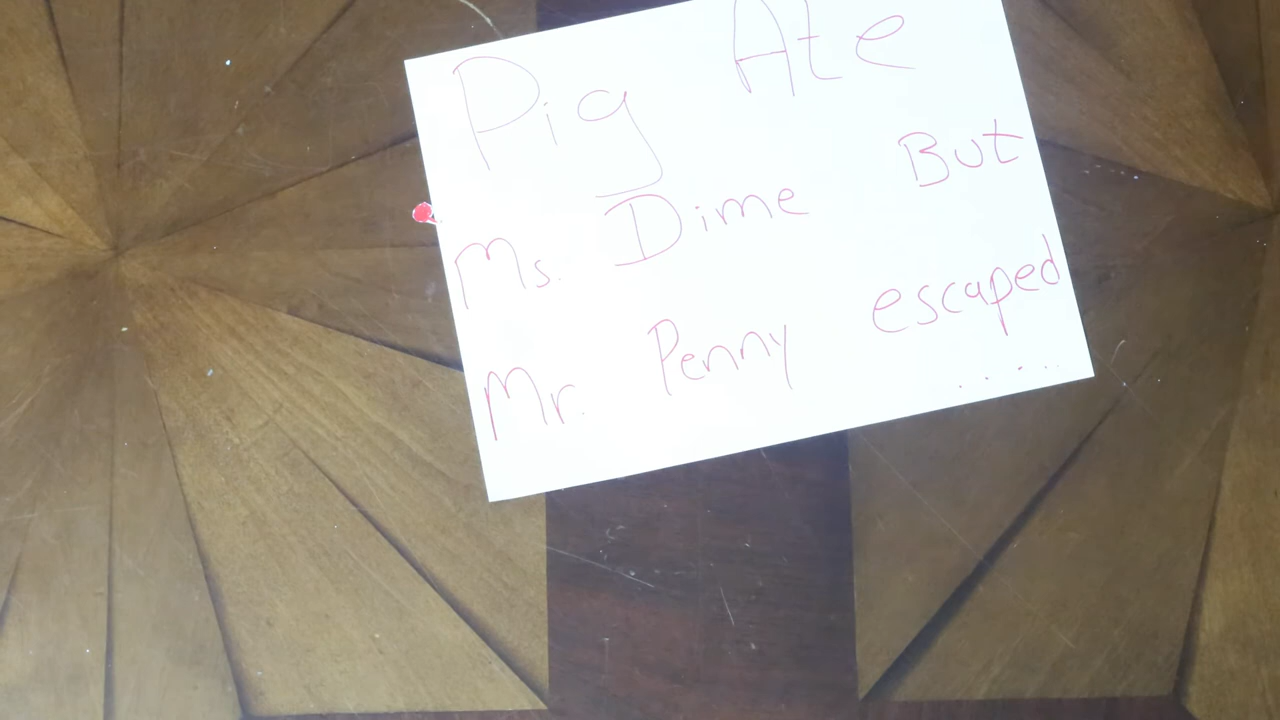 Pig Ate
Ms. Dime But
Mr. Penny escaped
.....